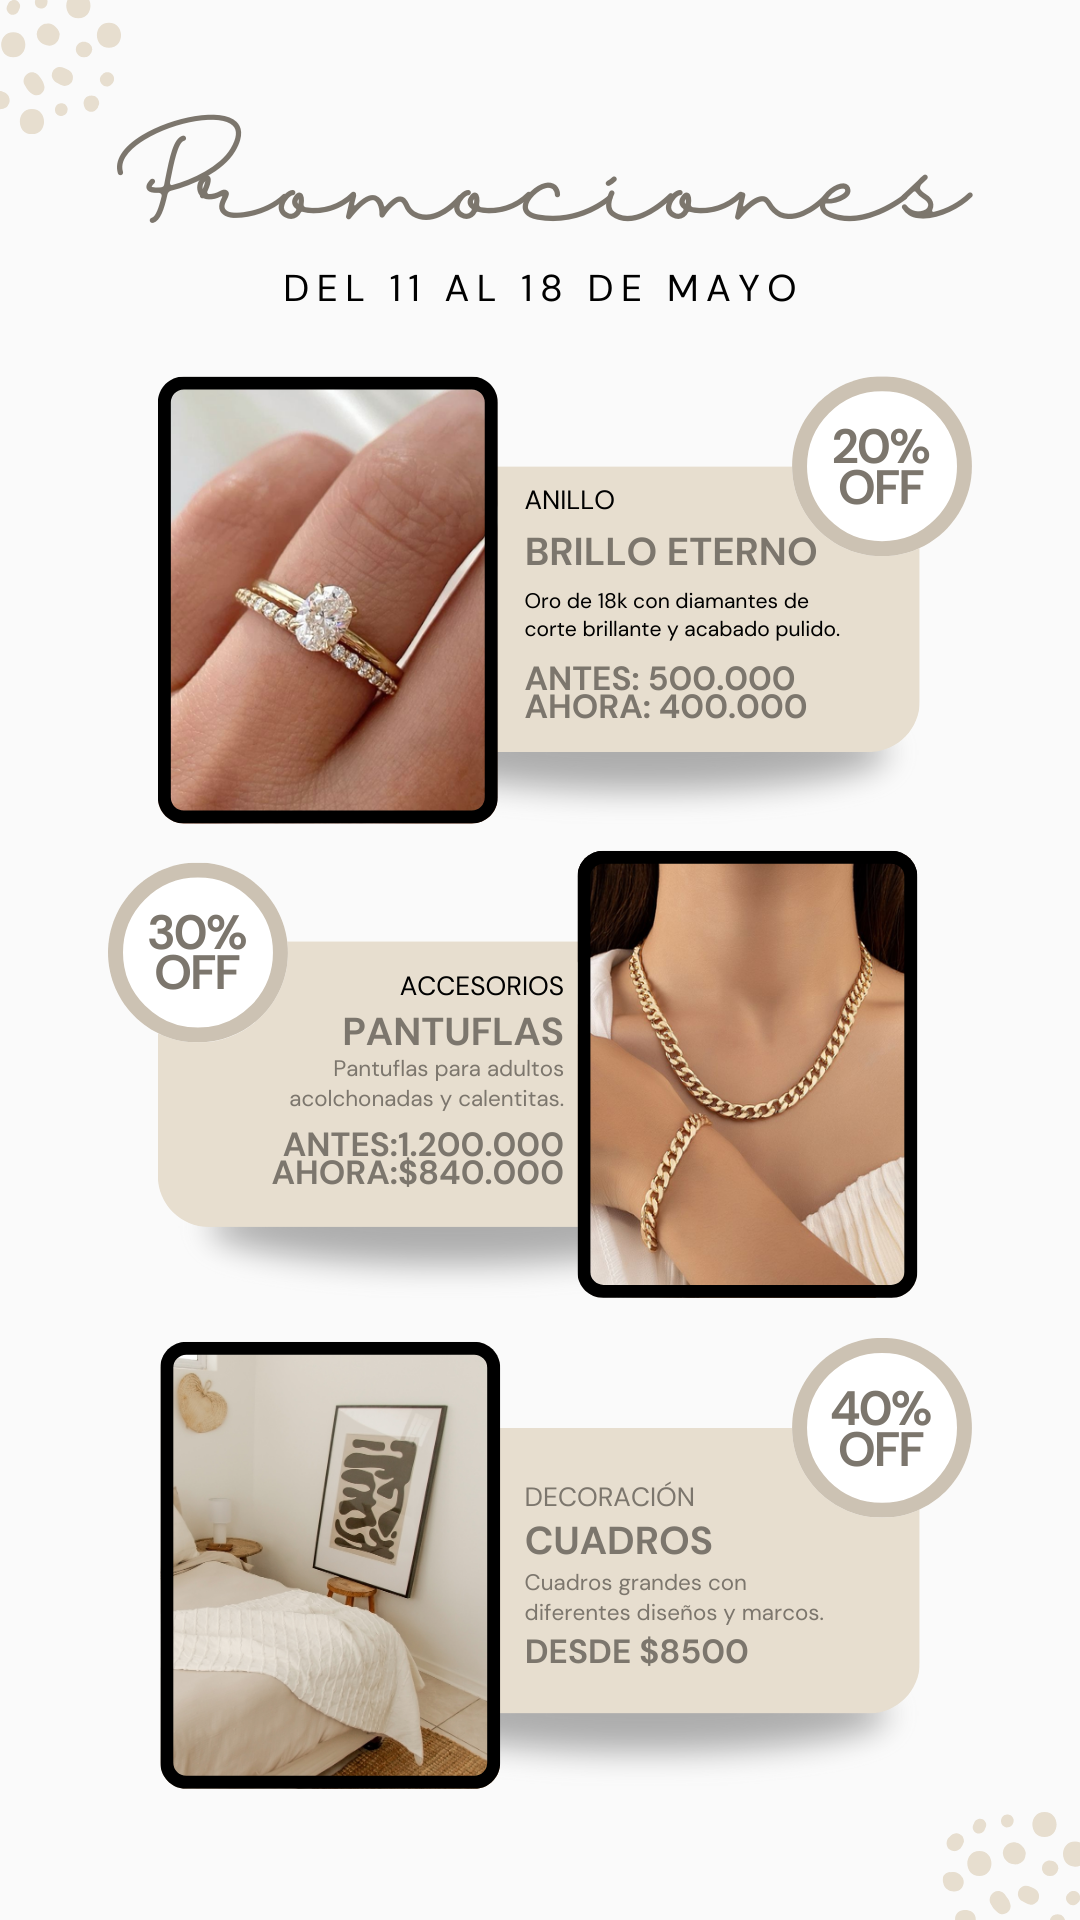 Promociones
DEL 11 AL 18 DE MAYO
20%
OFF
ANILLO
BRILLO ETERNO
Oro de 18k con diamantes de
corte brillante y acabado pulido.
ANTES: 500.000
AHORA: 400.000
30%
OFF
ACCESORIOS
PANTUFLAS
Pantuflas para adultos
acolchonadas y calentitas.
ANTES:1.200.000
AHORA:$840.000
40%
OFF
DECORACIÓN
CUADROS
Cuadros grandes con
diferentes diseños y marcos.
DESDE $8500